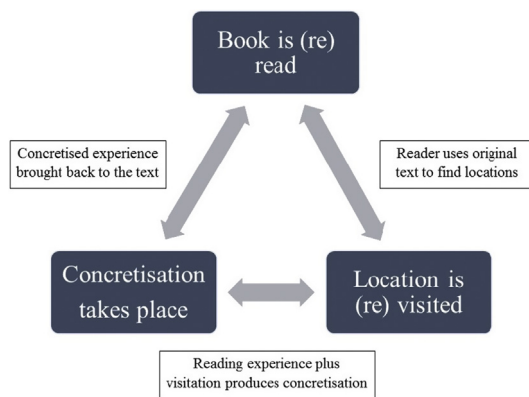 Book is (re)
read
Concretised experience
brought back to the text
Reader uses original
text to find locations
Concretisation
takes place
Location is
(re) visited
Reading experience plus
visitation produces concretisation